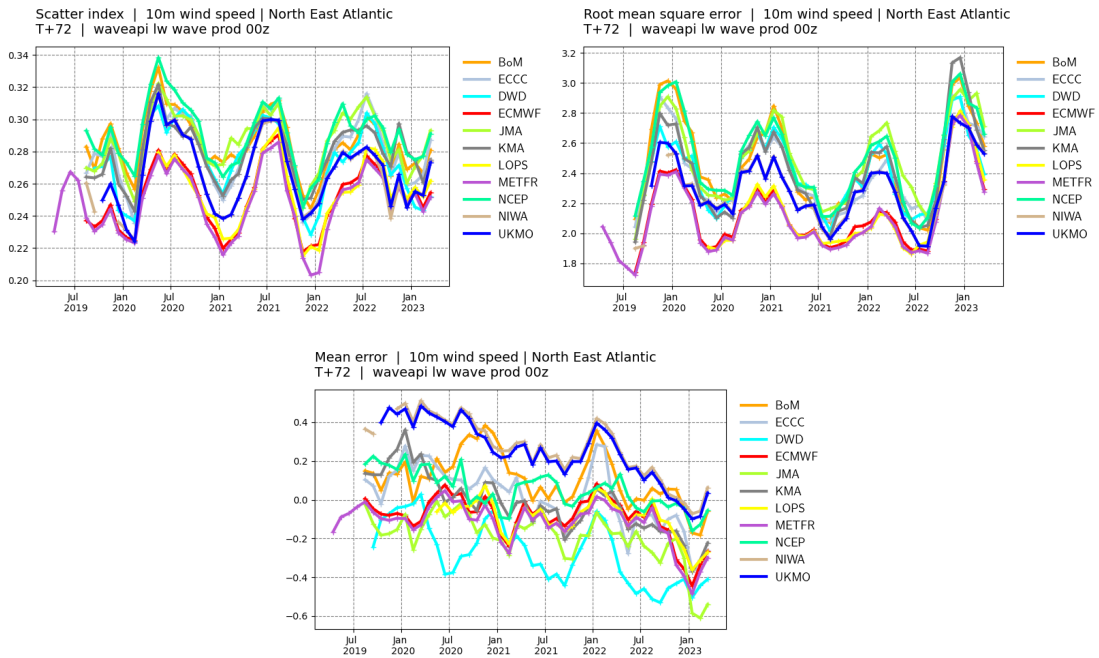 Scatter index | 10m wind speed | North East Atlantic
T+72 | waveapi lw wave prod 00z
0.34
0.32
0.30
0.28
0.26
0.24
0.22
0.20
Jul 2019
Jan 2020
Jul 2020
Jan 2021
Jul 2021
Jan 2022
Jul 2022
Jan 2023
BoM
ECCC
DWD
ECMWF
JMA
KMA
LOPS
METFR
NCEP
NIWA
UKMO
Root mean square error | 10m wind speed | North East Atlantic
T+72 | waveapi lw wave prod 00z
3.2
3.0
2.8
2.6
2.4
2.2
2.0
1.8
Jul 2019
Jan 2020
Jul 2020
Jan 2021
Jul 2021
Jan 2022
Jul 2022
Jan 2023
BoM
ECCC
DWD
ECMWF
JMA
KMA
LOPS
METFR
NCEP
NIWA
UKMO
Mean error | 10m wind speed | North East Atlantic
T+72 | waveapi lw wave prod 00z
0.4
0.2
0.0
−0.2
−0.4
−0.6
Jul 2019
Jan 2020
Jul 2020
Jan 2021
Jul 2021
Jan 2022
Jul 2022
Jan 2023
BoM
ECCC
DWD
ECMWF
JMA
KMA
LOPS
METFR
NCEP
NIWA
UKMO